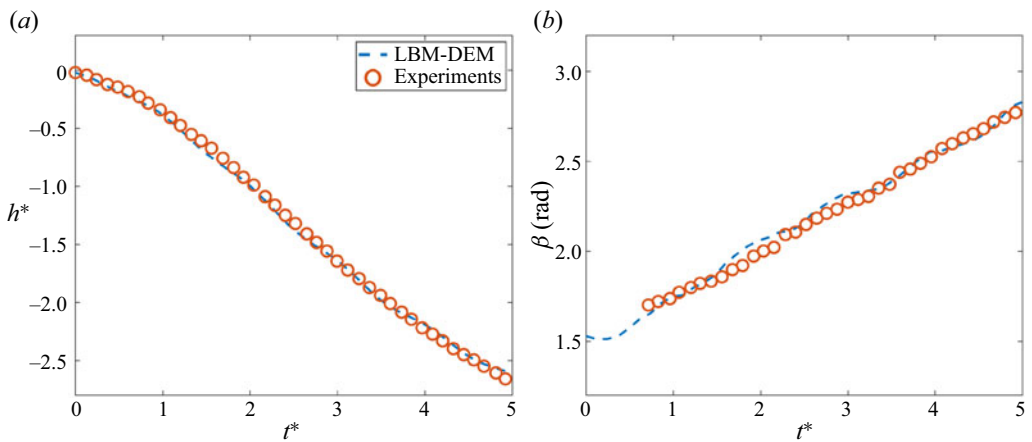 (a)
LBM-DEM
Experiments
0
–0.5
–1.0
–1.5
–2.0
–2.5
h*
0 1 2 3 4 5
t*
(b)
3.0
2.5
2.0
1.5
β (rad)
0 1 2 3 4 5
t*